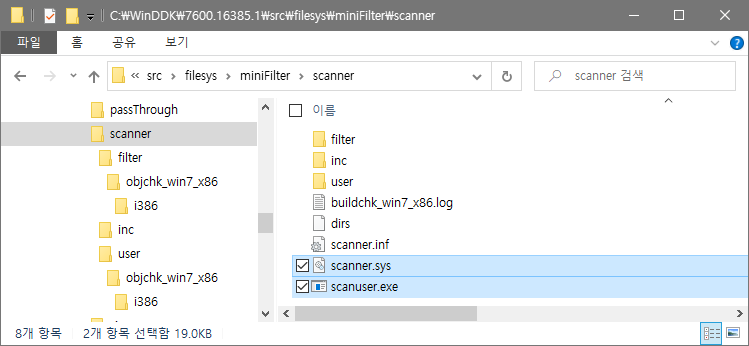 C:₩WinDDK₩7600.16385.1₩src₩filesys₩miniFilter₩scanner
파일 홈 공유 보기
src filesys miniFilter scanner scanner 검색
passThrough
scanner
filter
objchk_win7_x86
i386
inc
user
objchk_win7_x86
i386
이름
filter
inc
user
buildchk_win7_x86.log
dirs
scanner.inf
scanner.sys
scanuser.exe
8개 항목 2개 항목 선택함 19.0KB